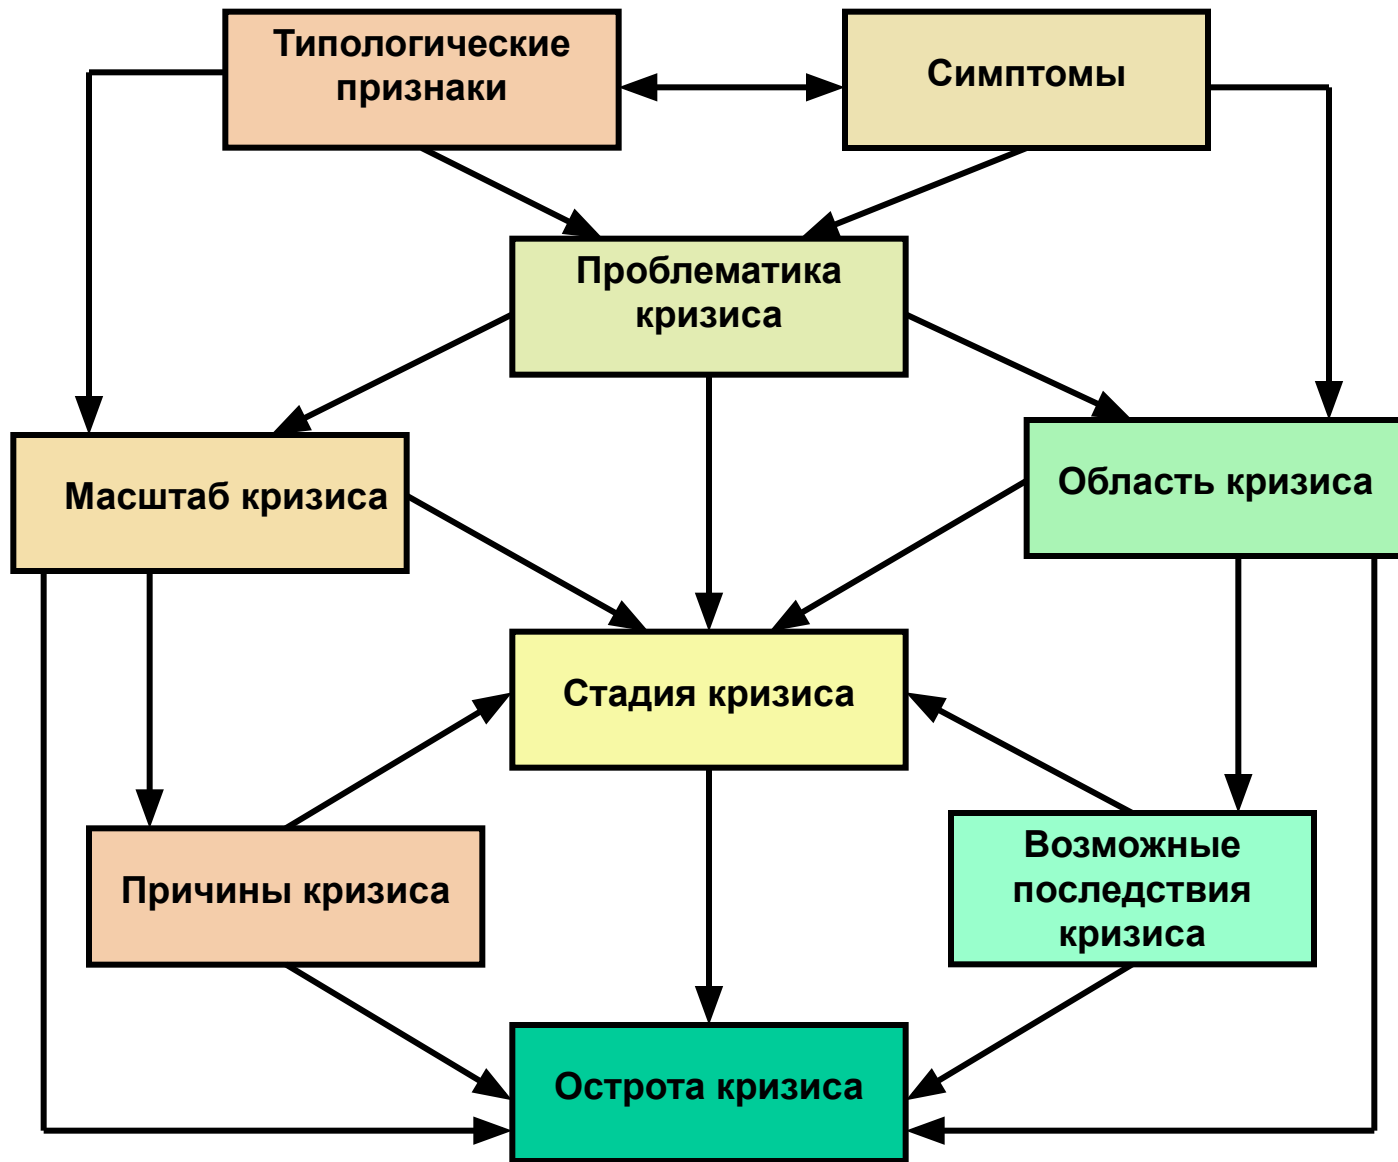 Типологические
признаки
Симптомы
Проблематика
кризиса
Масштаб кризиса
Область кризиса
Стадия кризиса
Причины кризиса
Возможные
последствия
кризиса
Острота кризиса